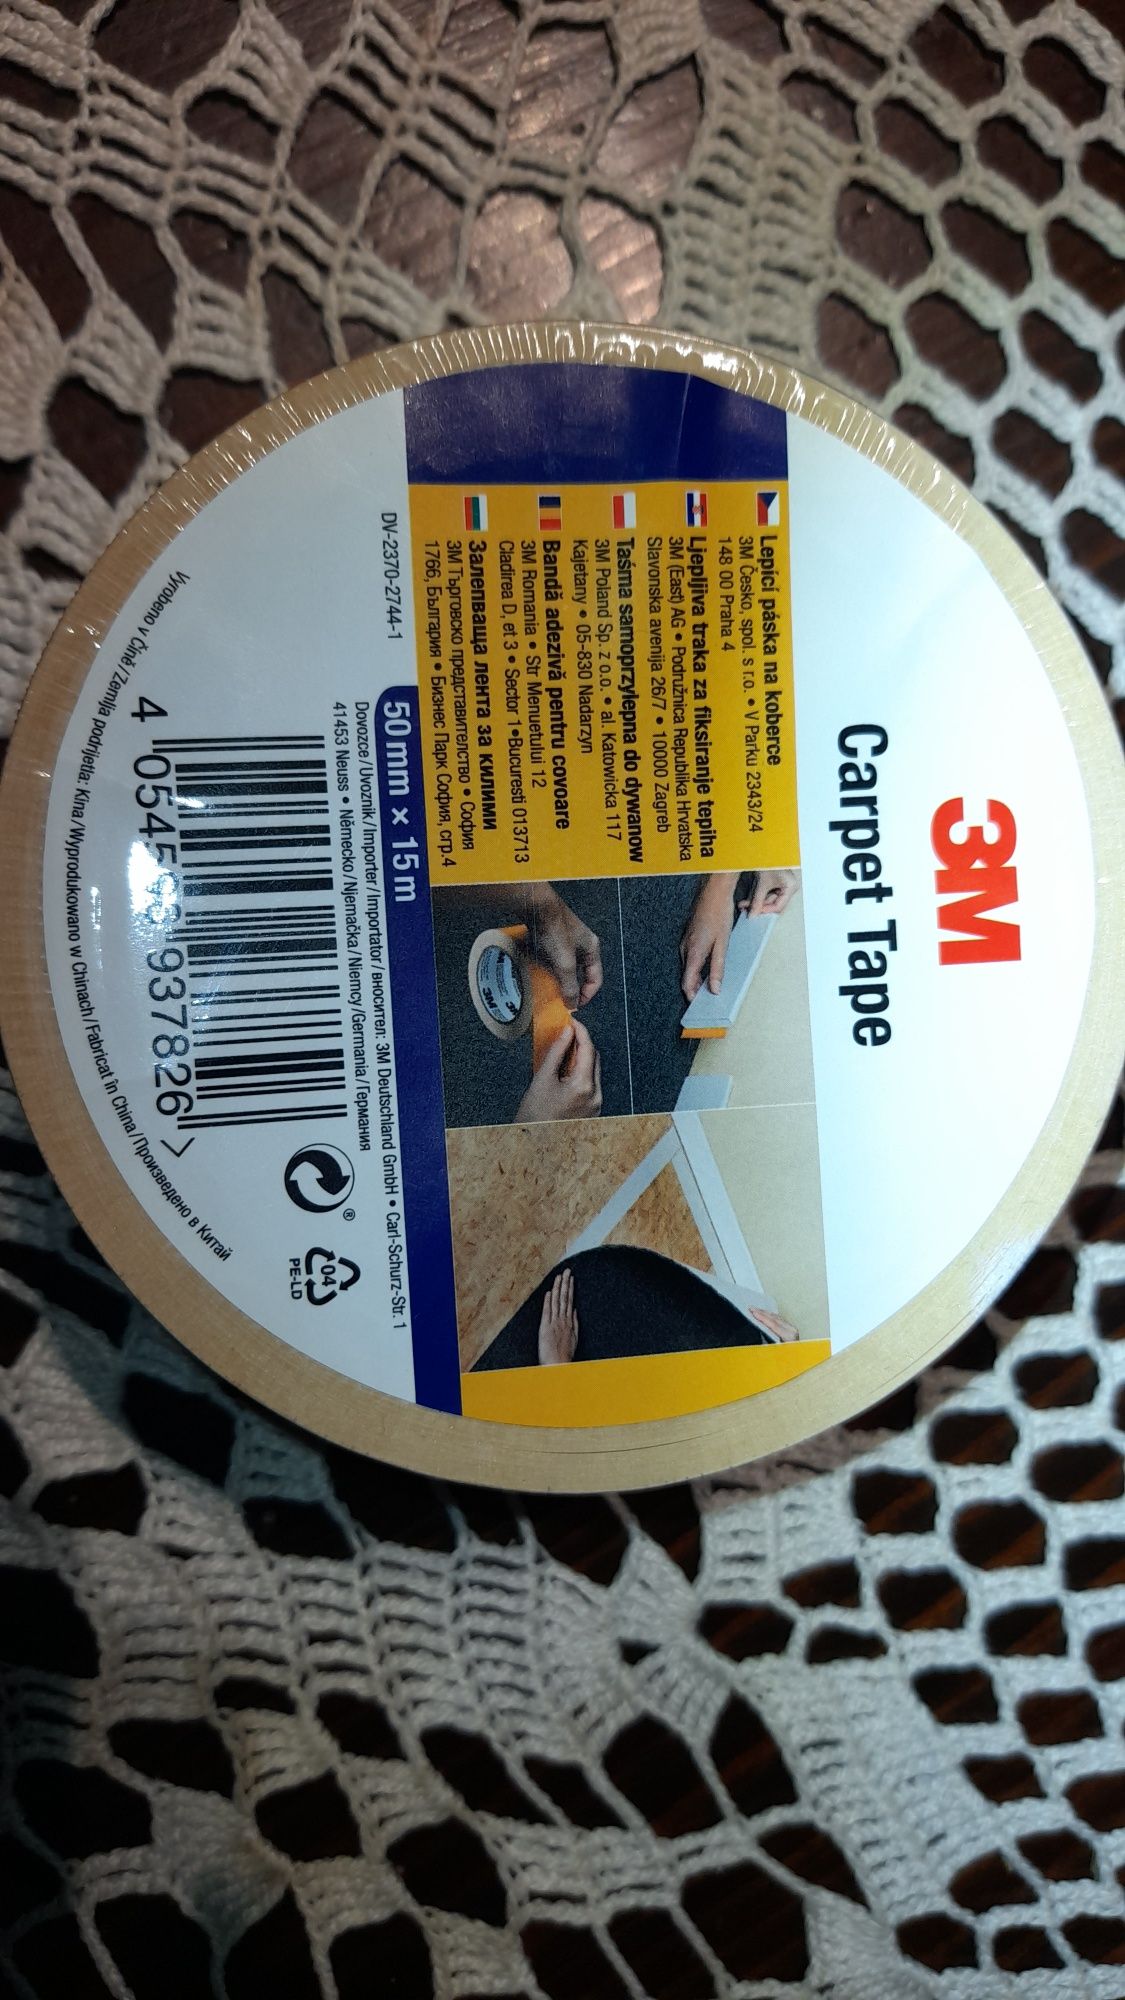 3M
Carpet Tape
Lepicí páska na koberce
3M Česko, spol. s r.o. • V Parku 2343/24
148 00 Praha 4
Ljepljiva traka za fiksiranje tepiha
3M (East) AG • Podružnica Republika Hrvatska
Slavonska avenija 26/7 • 10000 Zagreb
Taśma samoprzylepna do dywanow
3M Poland Sp. z o.o. • al. Katowicka 117
Kajetany • 05-830 Nadarzyn
Bandă adezivă pentru covoare
3M Romania • Str Menuetului 12
Cladirea D, et 3 • Sector 1•Bucuresti 013713
Залепваща лента за килими
3M Търговско представителство • София
1766, България • Бизнес Парк София, стр.4
3M
50 mm × 15 m
DV-2370-2744-1
Dovozce/Uvoznik/Importer/Importator/вносител: 3M Deutschland GmbH • Carl-Schurz-Str. 1
41453 Neuss • Německo/Njemačka/Niemcy/Germania/Германия
®
04
PE-LD
4 054593 937826 >
Vyrobeno v Číně/Zemlja podrijetla: Kina/Wyprodukowano w Chinach/Fabricat în China/Произведено в Китай